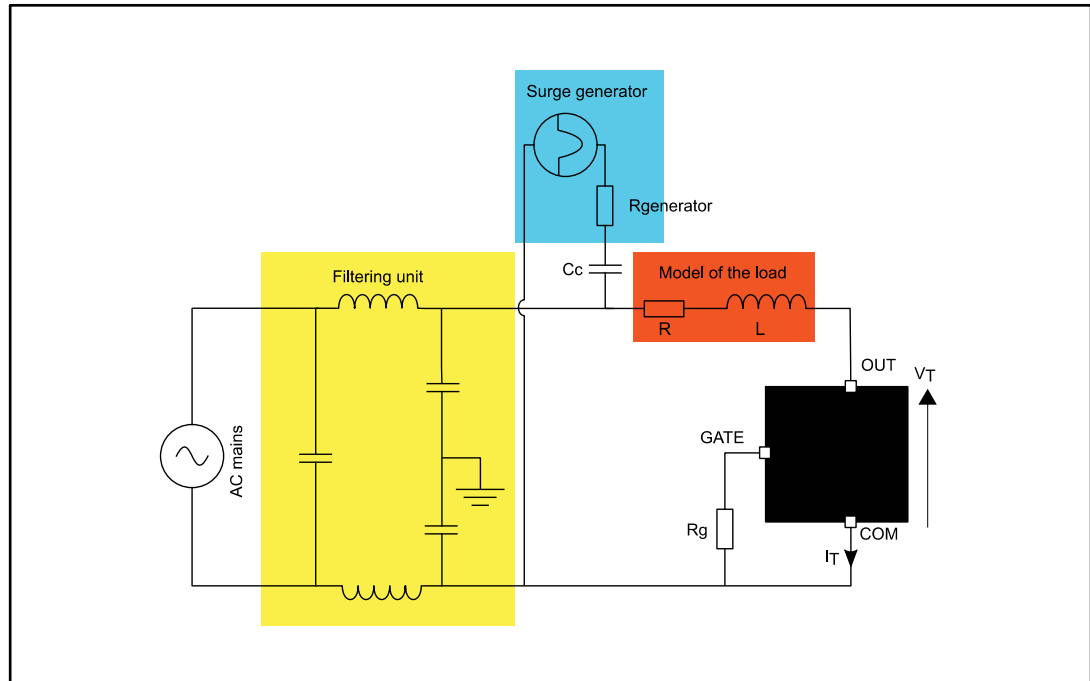 Surge generator
Rgenerator
Cc
Filtering unit
Model of the load
R
L
OUT
VT
GATE
AC mains
Rg
COM
IT